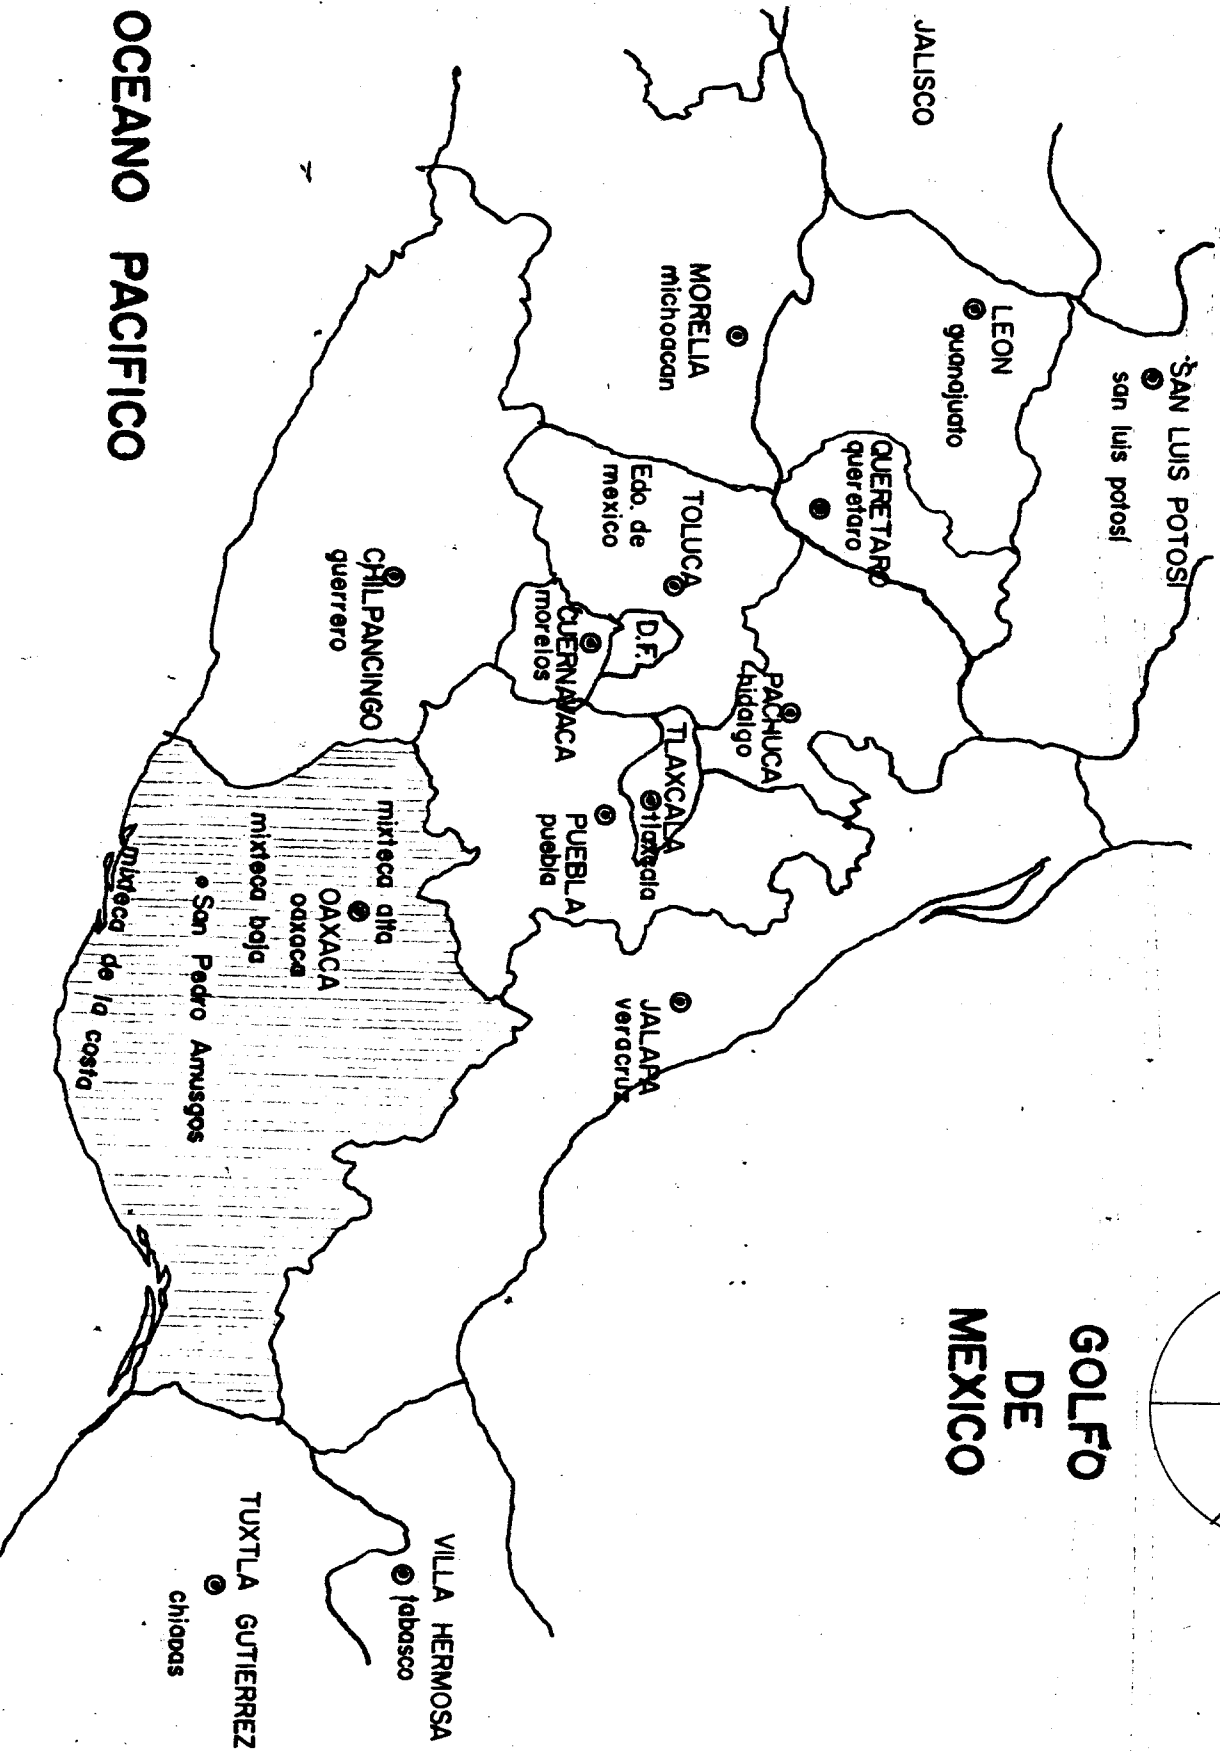 SAN LUIS POTOSI
san luis potosí
JALISCO
LEON
guanajuato
QUERETARO
queretaro
MORELIA
michoacan
TOLUCA
Edo. de
mexico
D.F.
PACHUCA
hidalgo
TLAXCALA
tlaxcala
CUERNAVACA
morelos
PUEBLA
puebla
JALAPA
veracruz
GOLFO
DE
MEXICO
CHILPANCINGO
guerrero
mixteca alta
OAXACA
oaxaca
mixteca baja
San Pedro Amusgos
mixteca de la costa
OCEANO PACIFICO
VILLA HERMOSA
tabasco
TUXTLA GUTIERREZ
chiapas